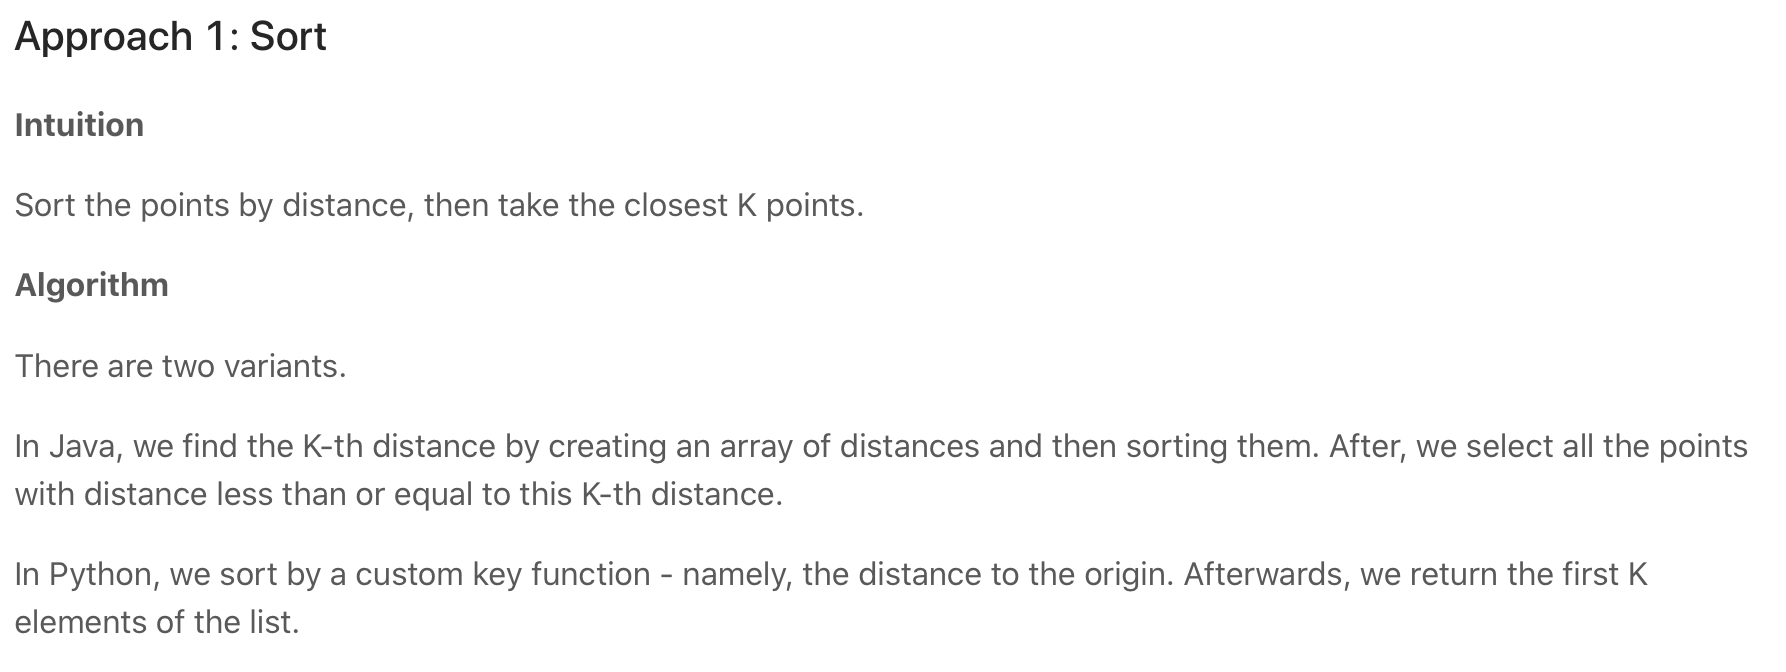 Approach 1: Sort
Intuition
Sort the points by distance, then take the closest K points.
Algorithm
There are two variants.
In Java, we find the K-th distance by creating an array of distances and then sorting them. After, we select all the points
with distance less than or equal to this K-th distance.
In Python, we sort by a custom key function - namely, the distance to the origin. Afterwards, we return the first K
elements of the list.